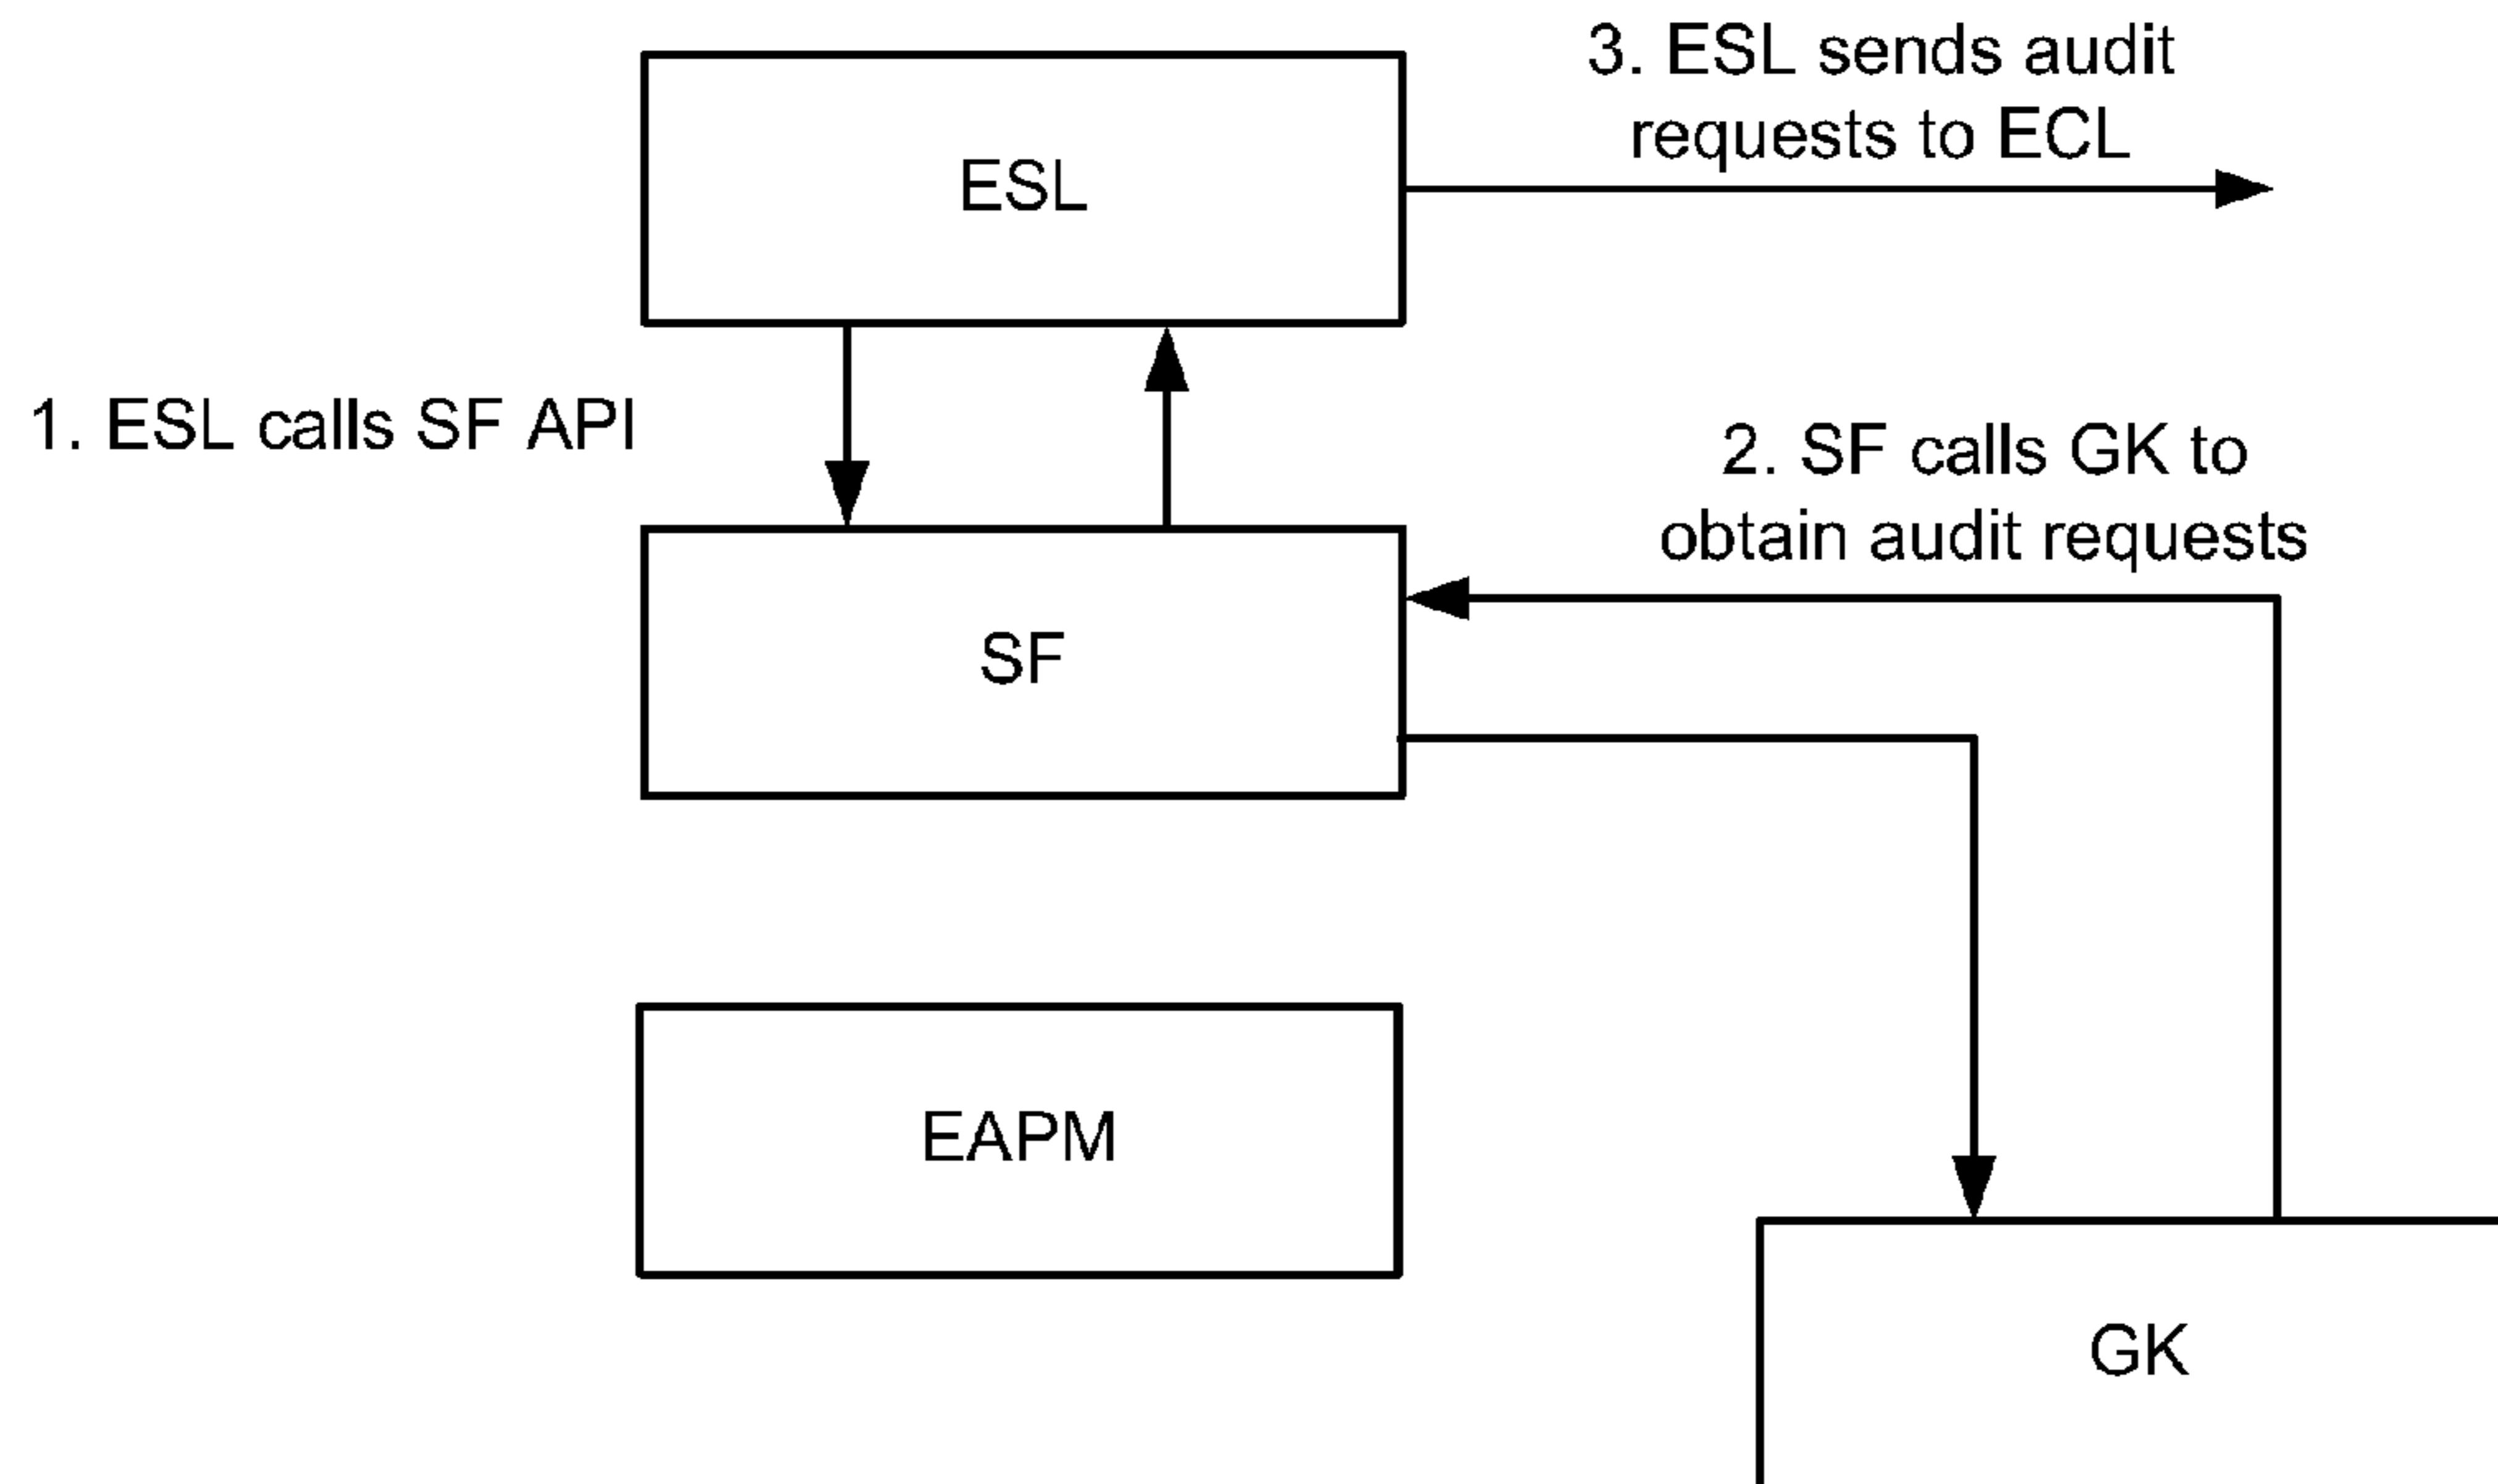 3. ESL sends audit
requests to ECL
ESL
1. ESL calls SF API
2. SF calls GK to
obtain audit requests
SF
EAPM
GK